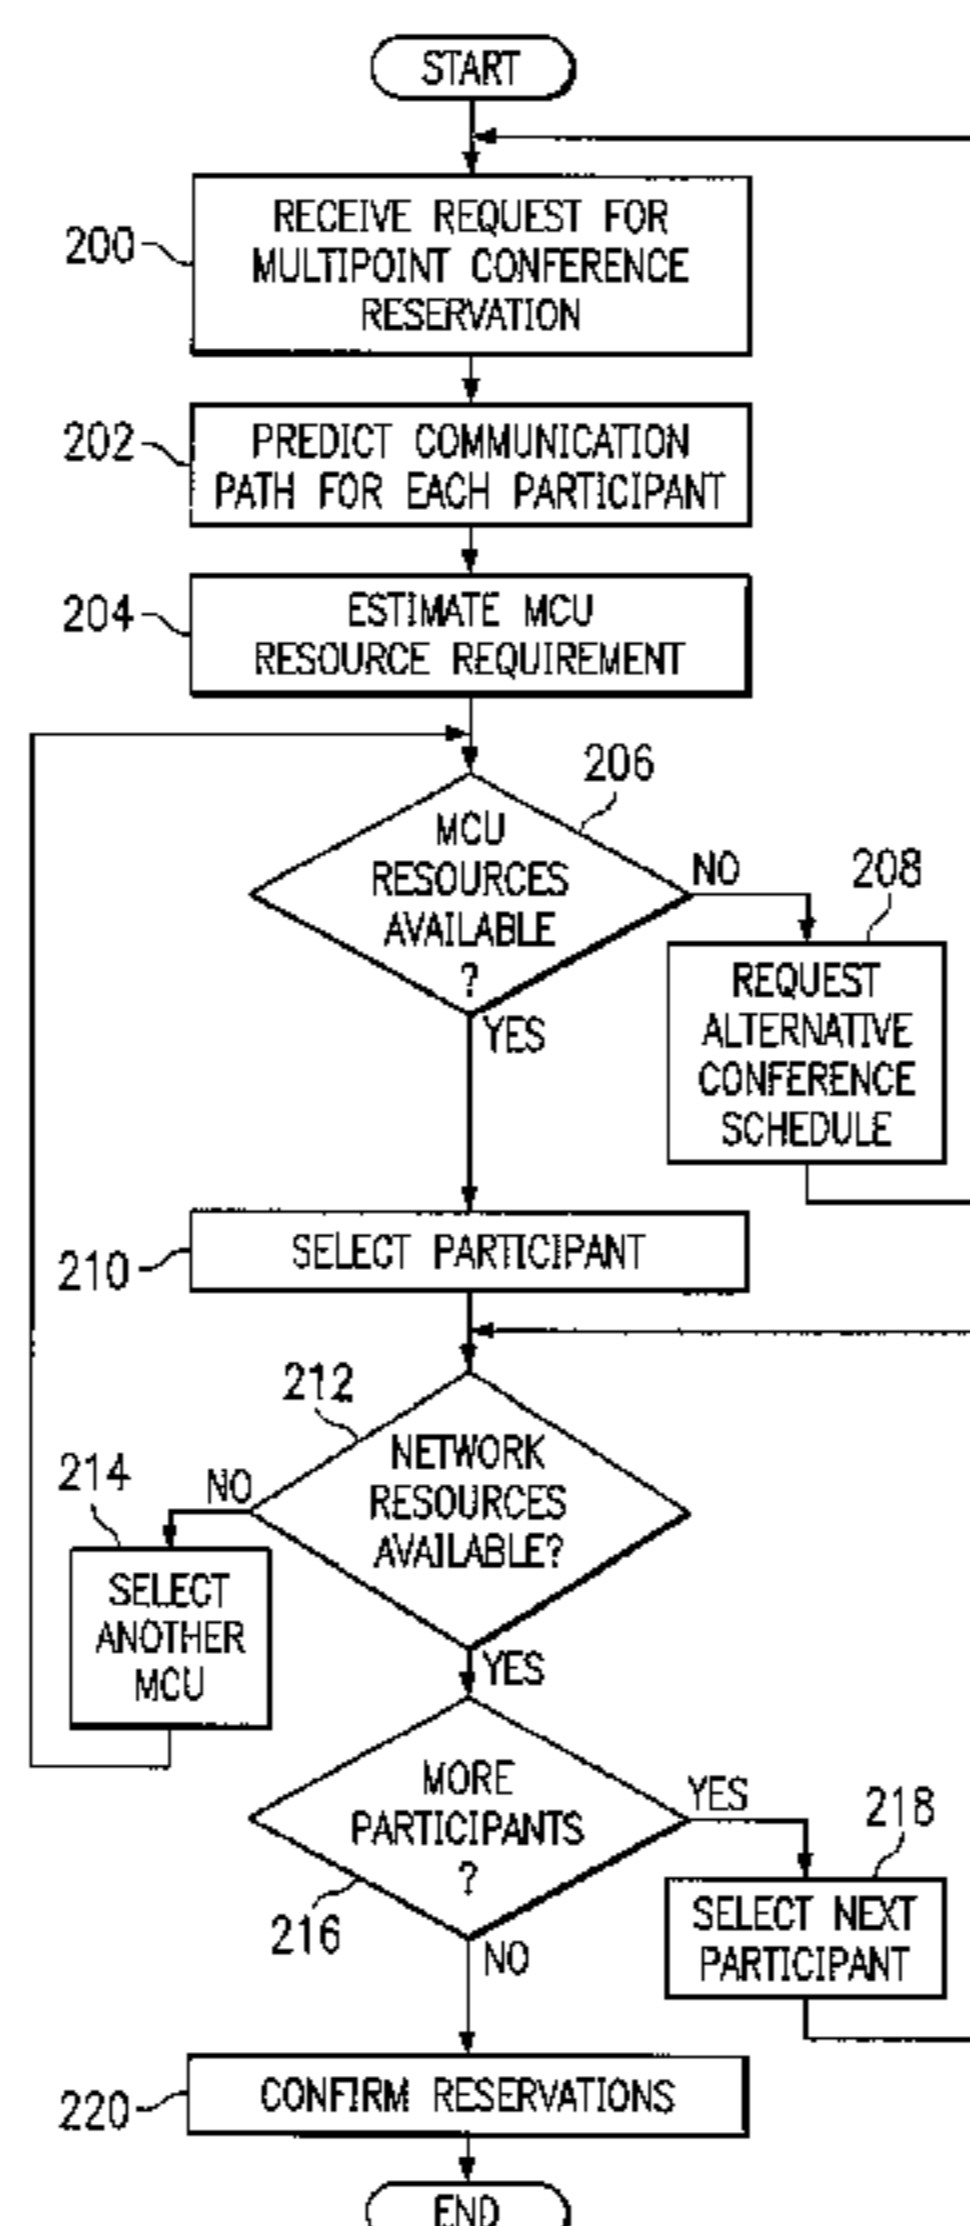 START
200
RECEIVE REQUEST FOR
MULTIPOINT CONFERENCE
RESERVATION
202
PREDICT COMMUNICATION
PATH FOR EACH PARTICIPANT
204
ESTIMATE MCU
RESOURCE REQUIREMENT
206
MCU
RESOURCES
AVAILABLE
?
NO
YES
208
REQUEST
ALTERNATIVE
CONFERENCE
SCHEDULE
210
SELECT PARTICIPANT
212
NETWORK
RESOURCES
AVAILABLE?
NO
YES
214
SELECT
ANOTHER
MCU
MORE
PARTICIPANTS
?
216
YES
NO
218
SELECT NEXT
PARTICIPANT
220
CONFIRM RESERVATIONS
END